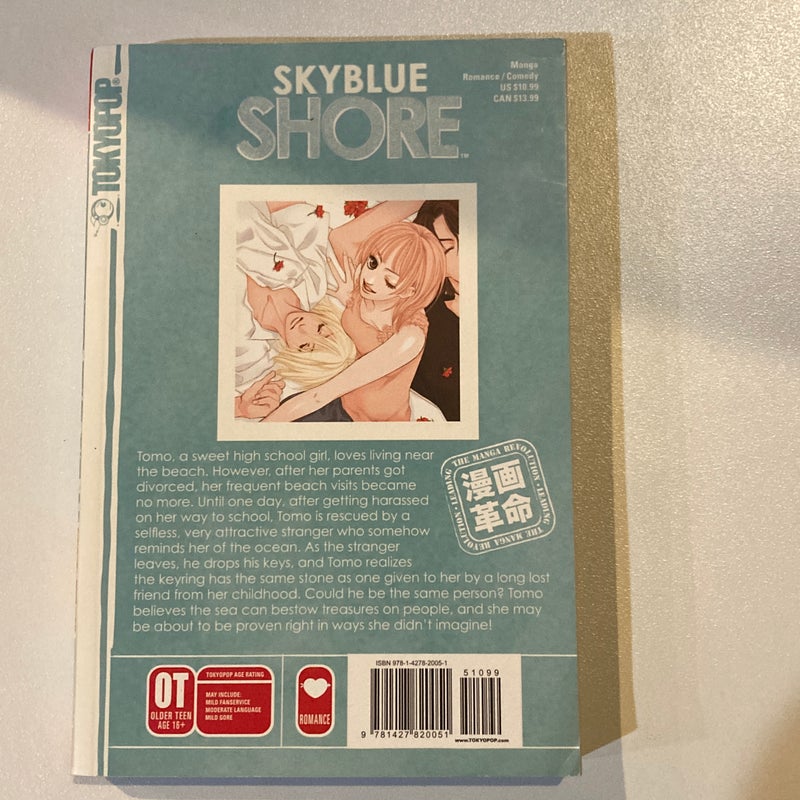 TOKYOPOP®
SKYBLUE
SHORE™
Manga
Romance / Comedy
US $10.99
CAN $13.99
Tomo, a sweet high school girl, loves living near
the beach. However, after her parents got
divorced, her frequent beach visits became
no more. Until one day, after getting harassed
on her way to school, Tomo is rescued by a
selfless, very attractive stranger who somehow
reminds her of the ocean. As the stranger
leaves, he drops his keys, and Tomo realizes
the keyring has the same stone as one given to her by a long lost
friend from her childhood. Could he be the same person? Tomo
believes the sea can bestow treasures on people, and she may
be about to be proven right in ways she didn't imagine!
LEADING THE MANGA REVOLUTION · LEADING THE MANGA REVOLUTION ·
漫画
革命
OT
OLDER TEEN
AGE 16+
TOKYOPOP AGE RATING
MAY INCLUDE:
MILD FANSERVICE
MODERATE LANGUAGE
MILD GORE
ROMANCE
ISBN 978-1-4278-2005-1
51099
9 781427 820051
www.TOKYOPOP.com